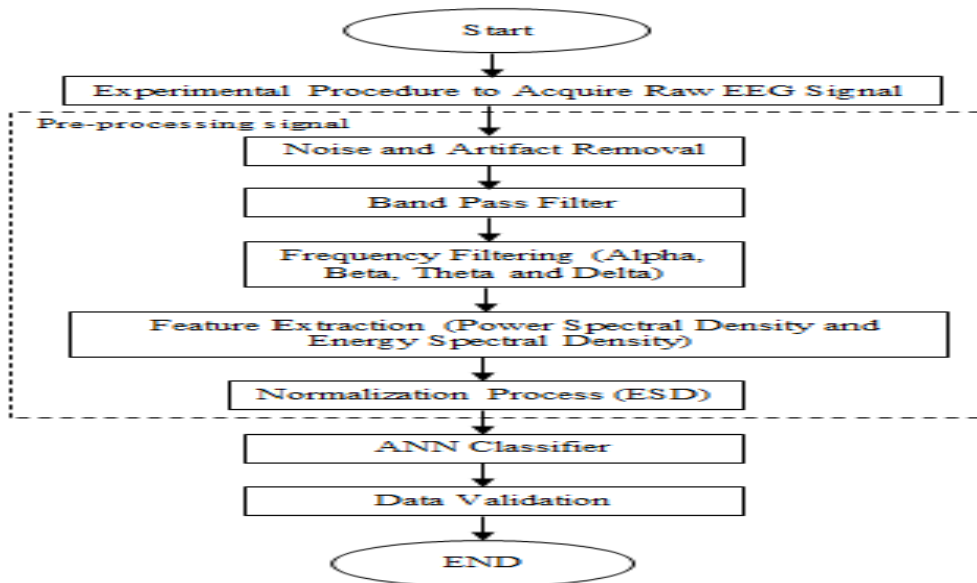 Start
Experimental Procedure to Acquire Raw EEG Signal
Pre-processing signal
Noise and Artifact Removal
Band Pass Filter
Frequency Filtering (Alpha,
Beta, Theta and Delta)
Feature Extraction (Power Spectral Density and
Energy Spectral Density)
Normalization Process (ESD)
ANN Classifier
Data Validation
END